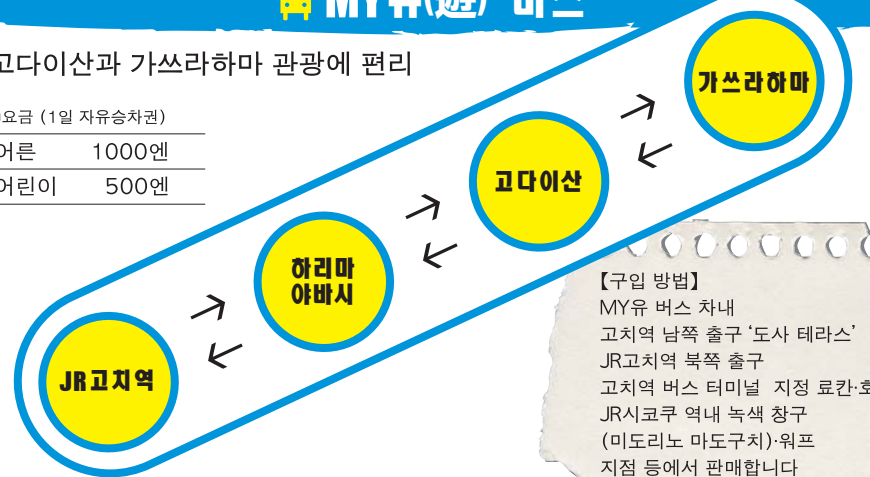 MY유(遊) 버스
고다이산과 가쓰라하마 관광에 편리
요금 (1일 자유승차권)
어른 1000엔
어린이 500엔
가쓰라하마
고다이산
하리마
야바시
JR고치역
【구입 방법】
MY유 버스 차내
고치역 남쪽 출구 ‘도사 테라스’
JR고치역 북쪽 출구
고치역 버스 터미널 지정 료칸·호
JR시코쿠 역내 녹색 창구
(미도리노 마도구치)·워프
지점 등에서 판매합니다